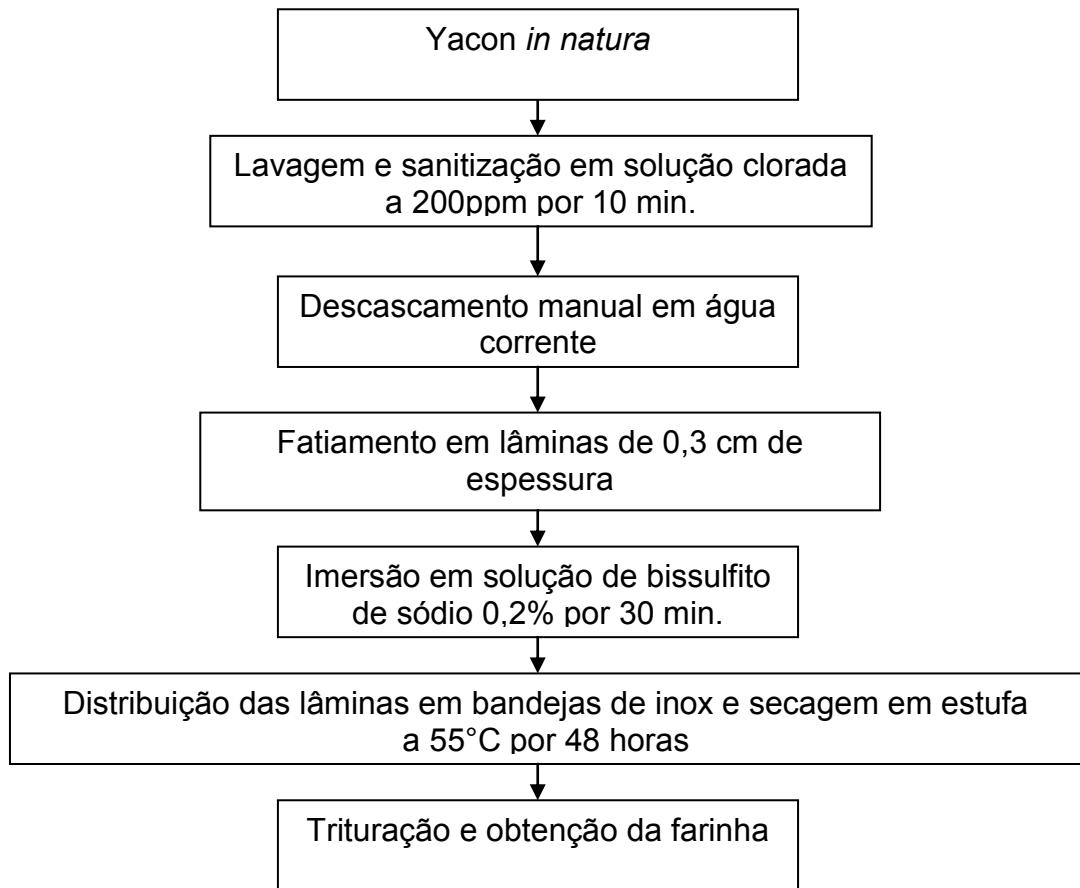 Yacon in natura
Lavagem e sanitização em solução clorada
a 200ppm por 10 min.
Descascamento manual em água
corrente
Fatiamento em lâminas de 0,3 cm de
espessura
Imersão em solução de bissulfito
de sódio 0,2% por 30 min.
Distribuição das lâminas em bandejas de inox e secagem em estufa
a 55°C por 48 horas
Trituração e obtenção da farinha